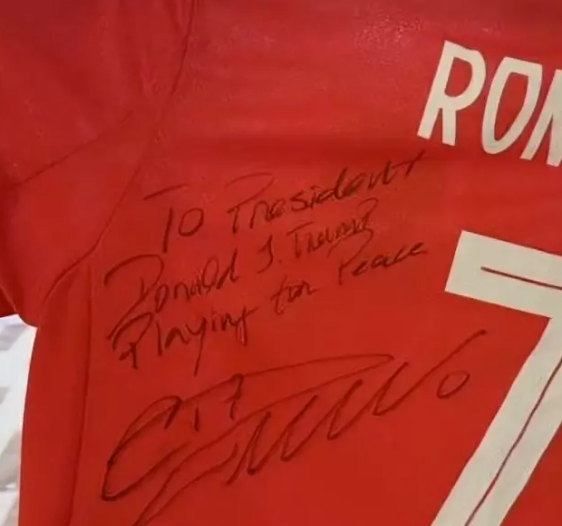 RON
7
To President
Donald J. Trump
Playing for Peace